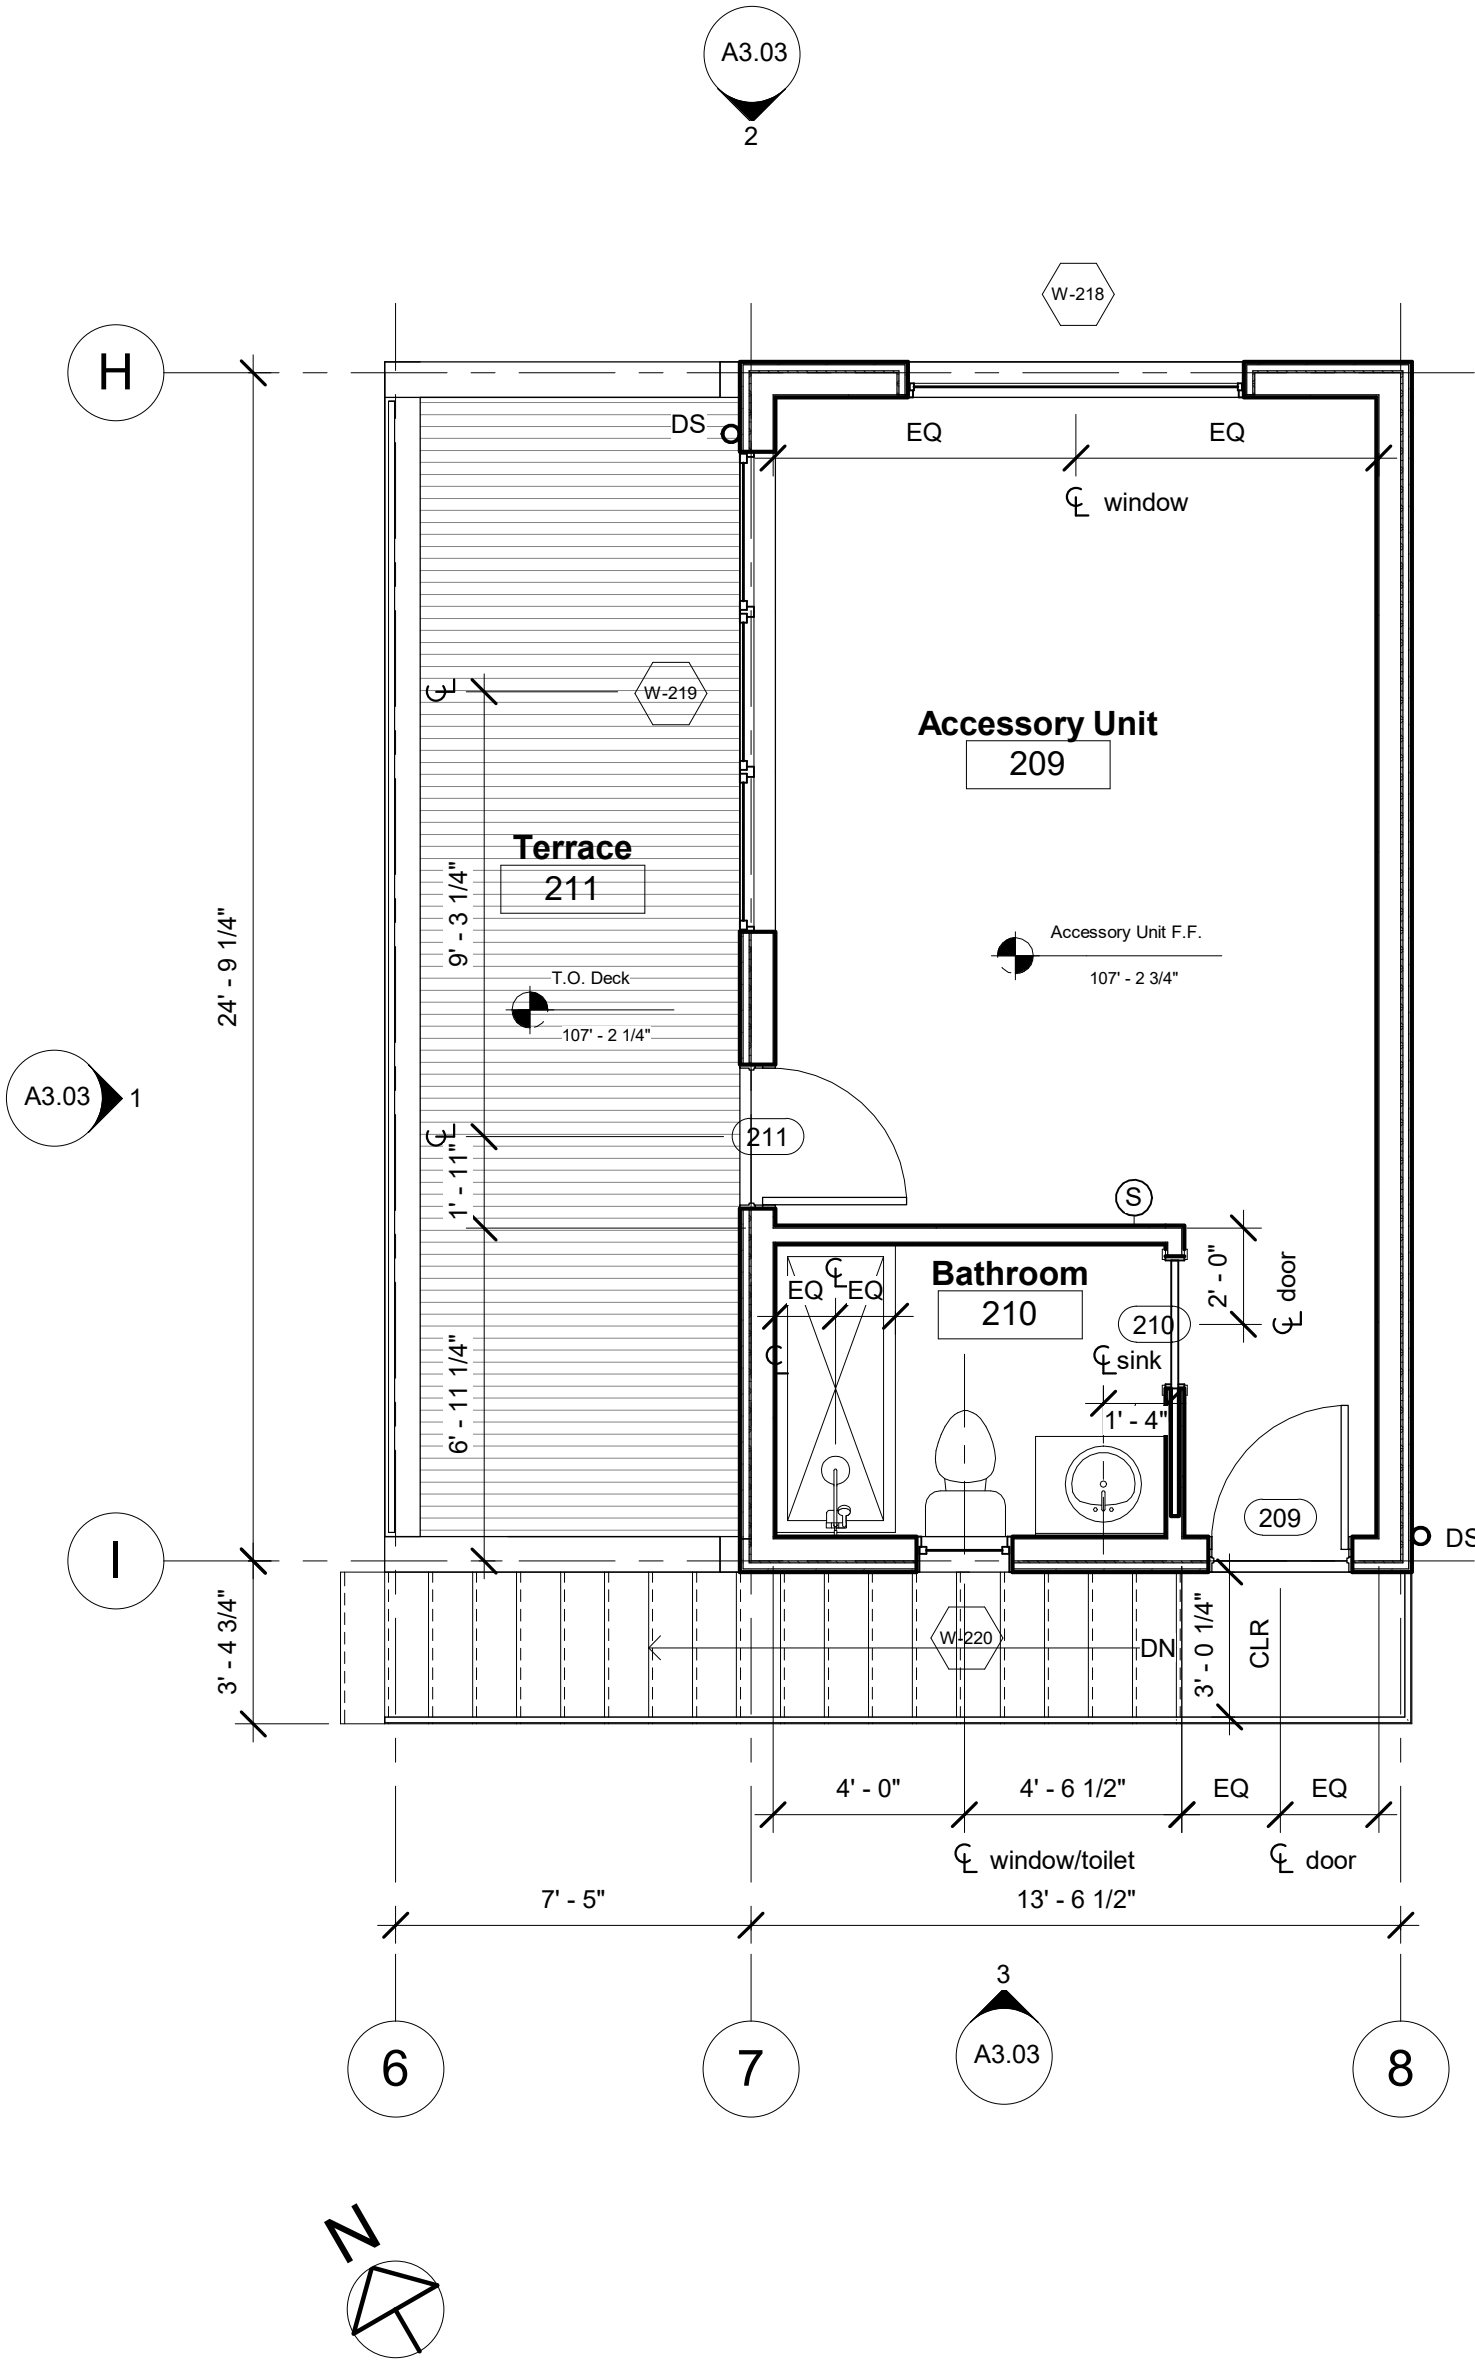 A3.03
2
W-218
H
DS
EQ
EQ
℄ window
℄
W-219
Accessory Unit
209
Terrace
211
9' - 3 1/4"
24' - 9 1/4"
Accessory Unit F.F.
107' - 2 3/4"
T.O. Deck
107' - 2 1/4"
A3.03
1
℄
211
1' - 11"
S
Bathroom
210
℄
EQ
EQ
2' - 0"
℄ door
210
℄
℄ sink
6' - 11 1/4"
1' - 4"
209
DS
I
3' - 4 3/4"
W-220
DN
3' - 0 1/4"
CLR
4' - 0"
4' - 6 1/2"
EQ
EQ
℄ window/toilet
℄ door
7' - 5"
13' - 6 1/2"
3
A3.03
6
7
8
N